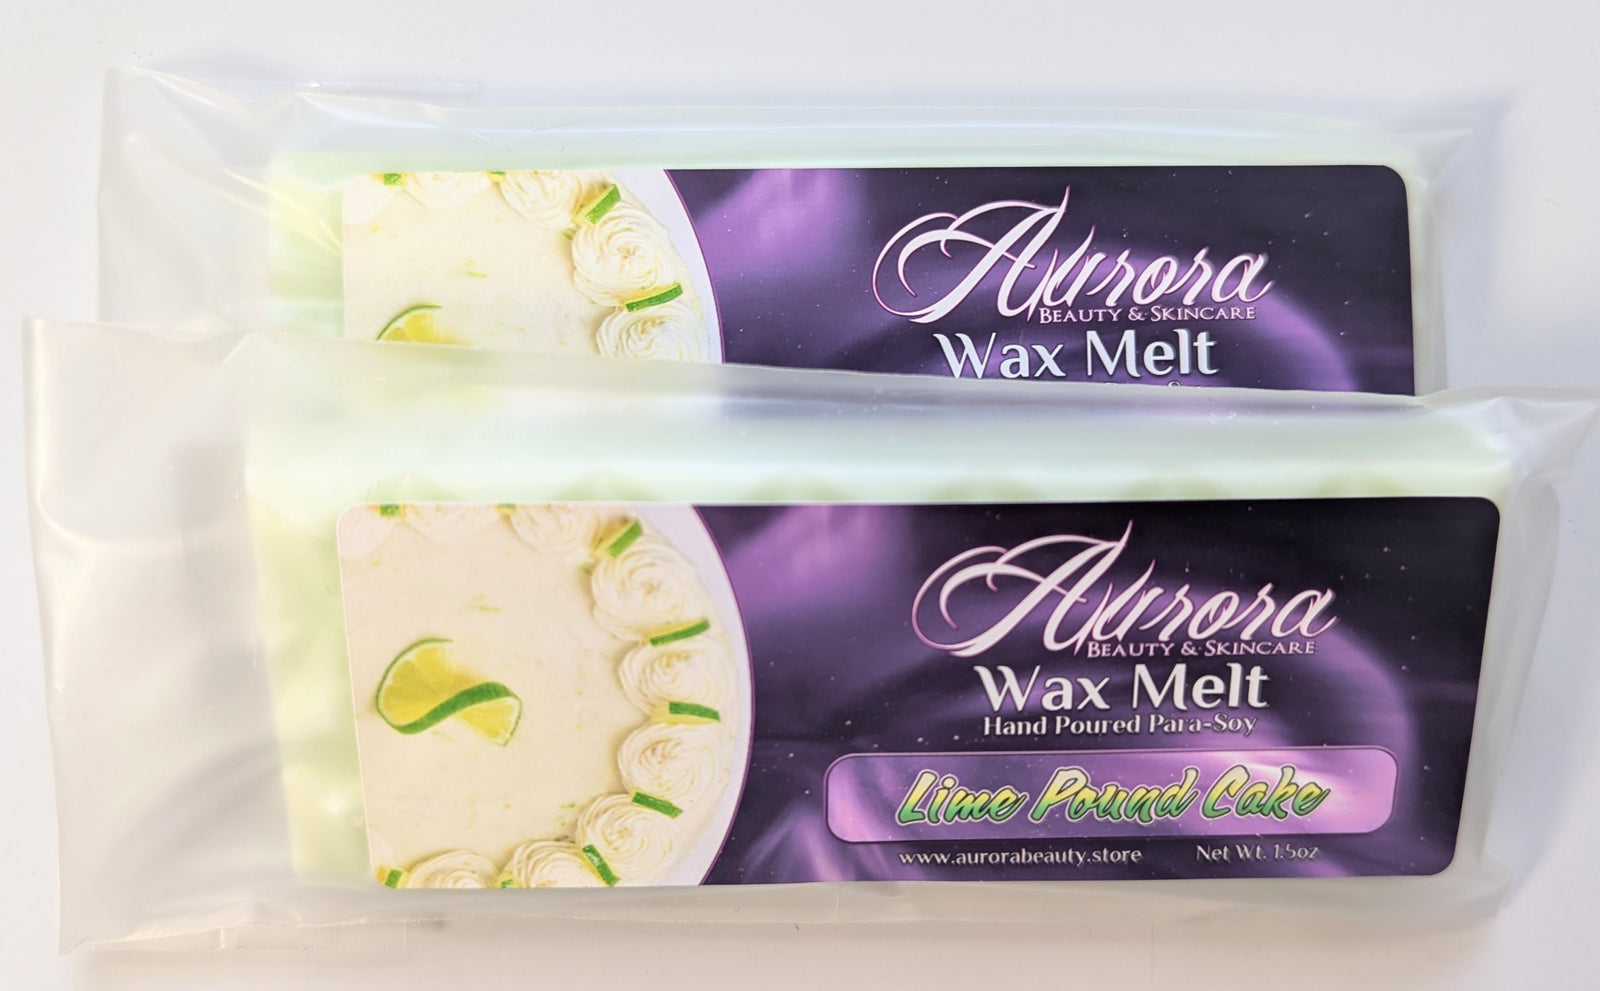 Aurora
BEAUTY & SKINCARE
Wax Melt
Aurora
BEAUTY & SKINCARE
Wax Melt
Hand Poured Para-Soy
Lime Pound Cake
www.aurorabeauty.store Net Wt. 1.5oz